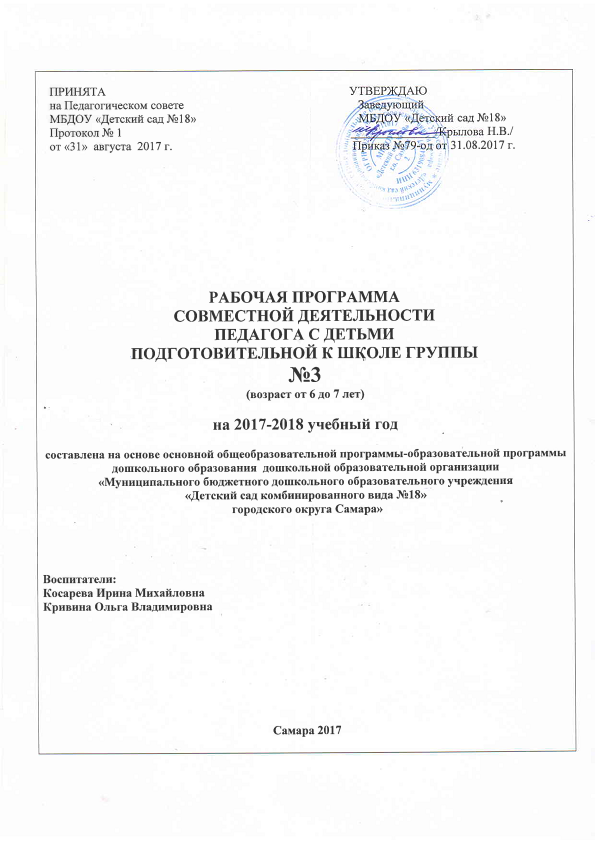 ПРИНЯТА
на Педагогическом совете
МБДОУ «Детский сад №18»
Протокол № 1
от «31» августа 2017 г.
УТВЕРЖДАЮ
Заведующий
МБДОУ «Детский сад №18»
/Крылова Н.В./
Приказ №79-од от 31.08.2017 г.
РАБОЧАЯ ПРОГРАММА
СОВМЕСТНОЙ ДЕЯТЕЛЬНОСТИ
ПЕДАГОГА С ДЕТЬМИ
ПОДГОТОВИТЕЛЬНОЙ К ШКОЛЕ ГРУППЫ
№3
(возраст от 6 до 7 лет)
на 2017-2018 учебный год
составлена на основе основной общеобразовательной программы-образовательной программы
дошкольного образования дошкольной образовательной организации
«Муниципального бюджетного дошкольного образовательного учреждения
«Детский сад комбинированного вида №18»
городского округа Самара»
Воспитатели:
Косарева Ирина Михайловна
Кривина Ольга Владимировна
Самара 2017